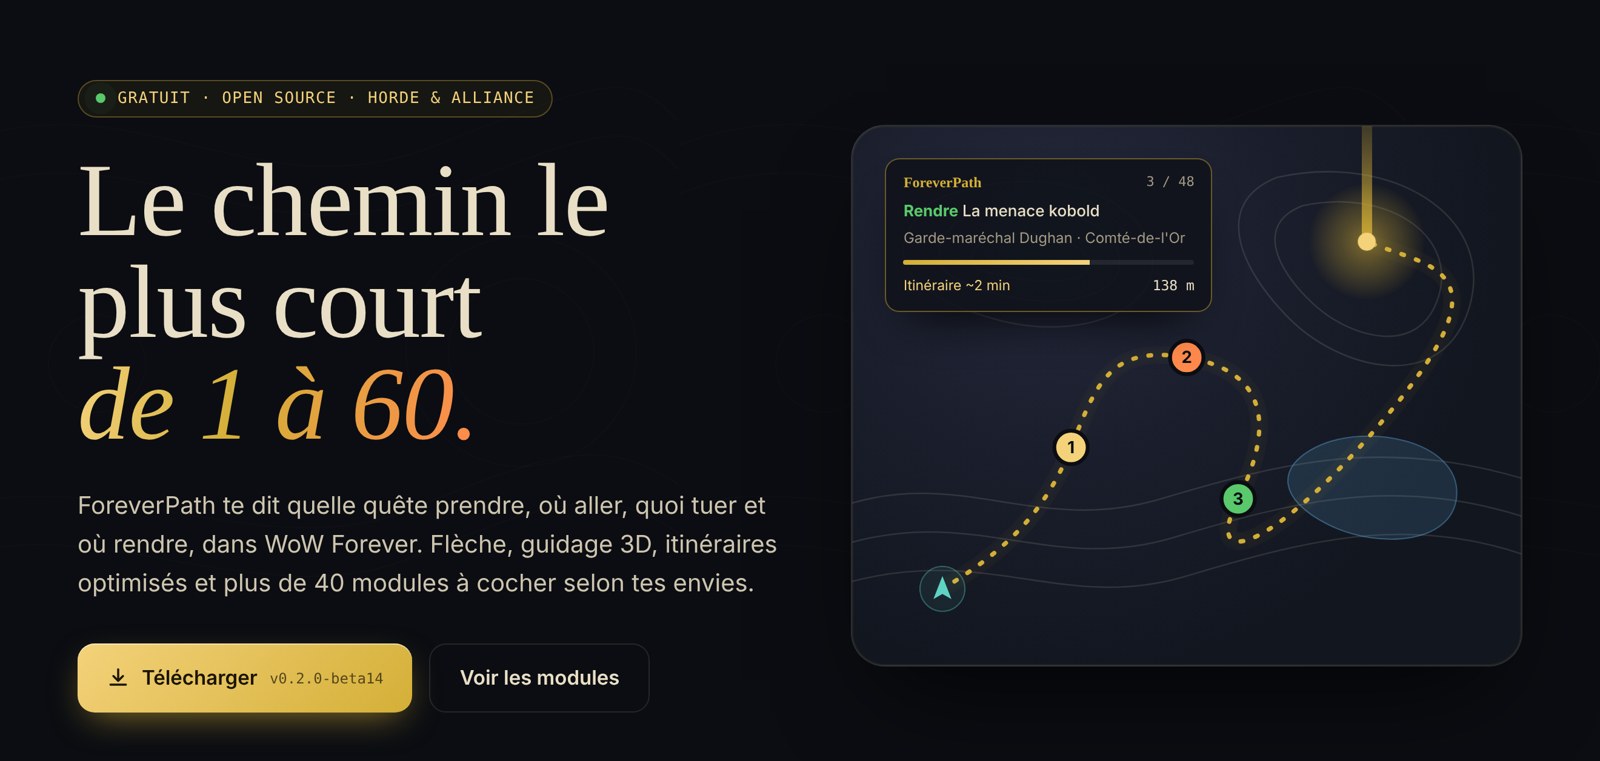 GRATUIT · OPEN SOURCE · HORDE & ALLIANCE
Le chemin le
plus court
de 1 à 60.
ForeverPath te dit quelle quête prendre, où aller, quoi tuer et
où rendre, dans WoW Forever. Flèche, guidage 3D, itinéraires
optimisés et plus de 40 modules à cocher selon tes envies.
Télécharger v0.2.0-beta14
Voir les modules
ForeverPath 3 / 48
Rendre La menace kobold
Garde-maréchal Dughan · Comté-de-l'Or
Itinéraire ~2 min 138 m
1
2
3